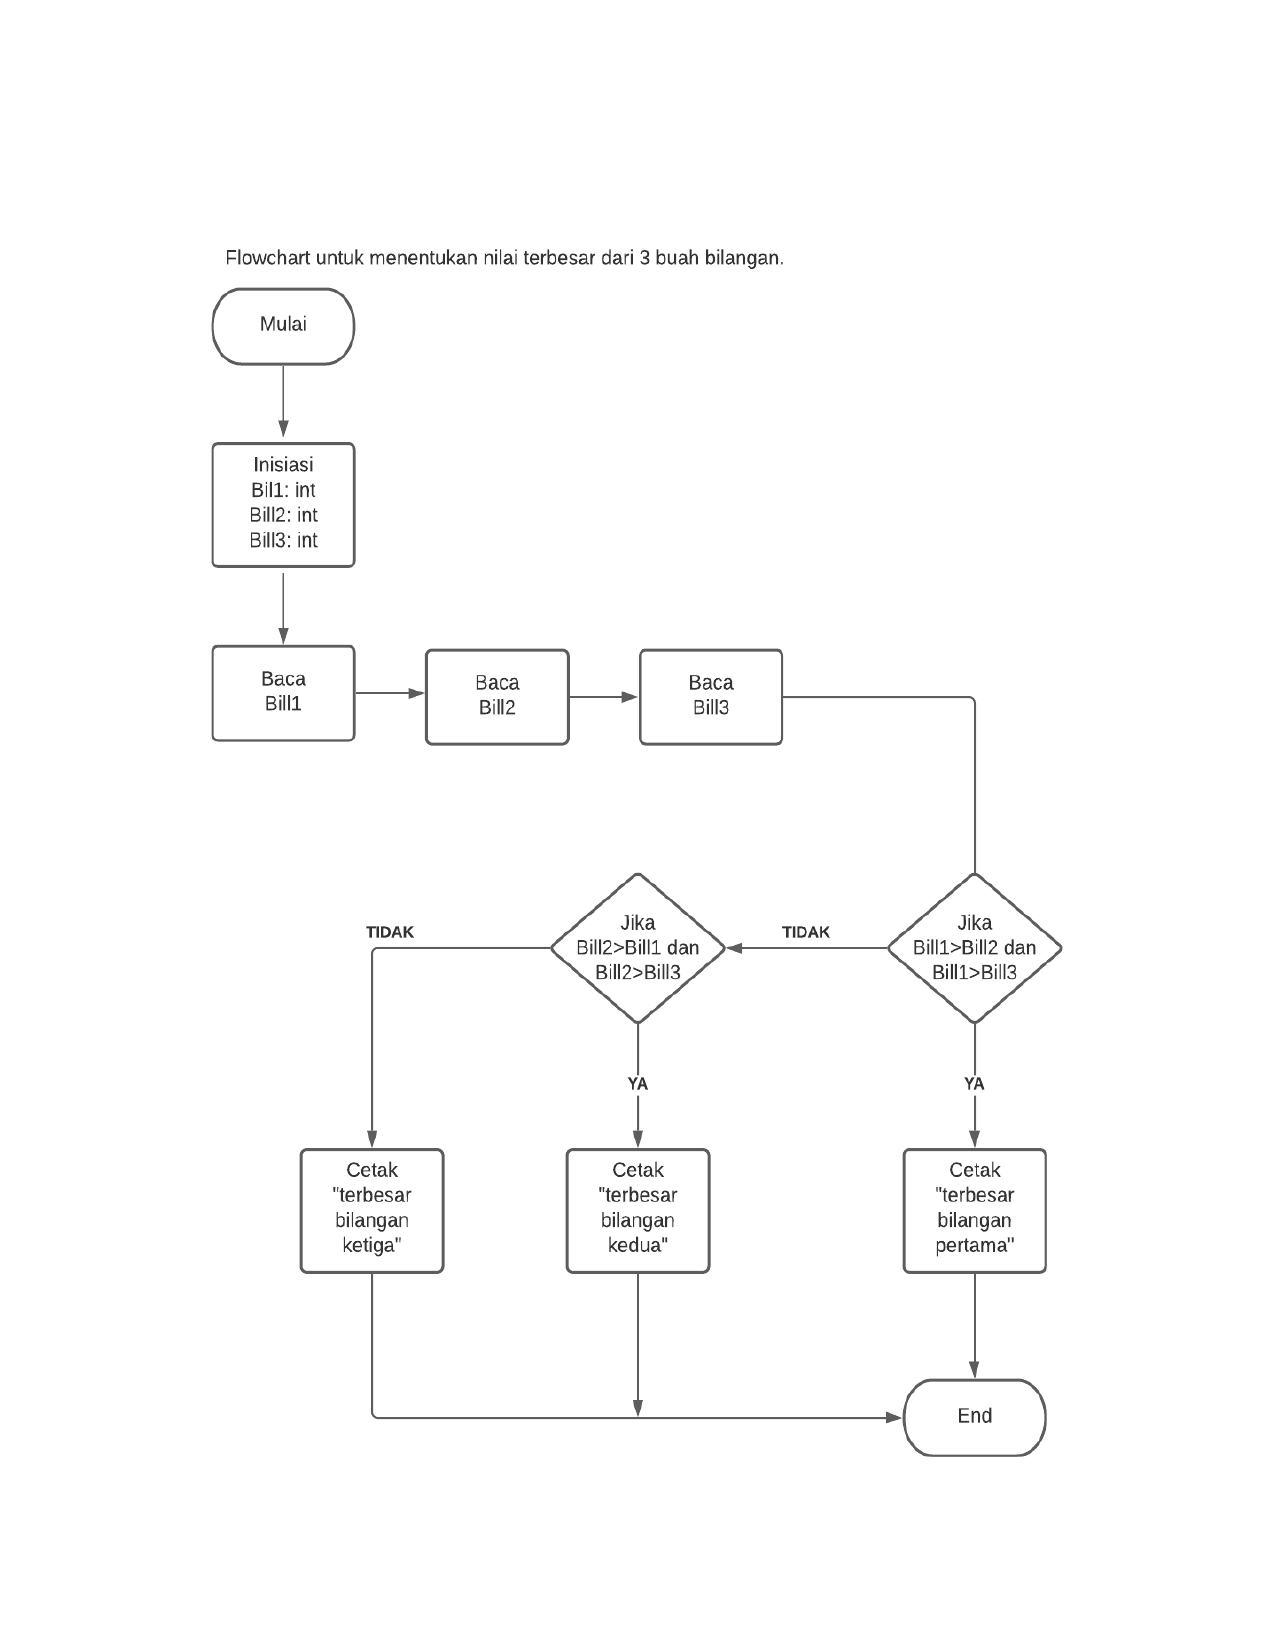 Flowchart untuk menentukan nilai terbesar dari 3 buah bilangan.
Mulai
Inisiasi
Bil1: int
Bill2: int
Bill3: int
Baca
Bill1
Baca
Bill2
Baca
Bill3
Jika
Bill1>Bill2 dan
Bill1>Bill3
TIDAK
Jika
Bill2>Bill1 dan
Bill2>Bill3
TIDAK
YA
YA
Cetak
"terbesar
bilangan
ketiga"
Cetak
"terbesar
bilangan
kedua"
Cetak
"terbesar
bilangan
pertama"
End